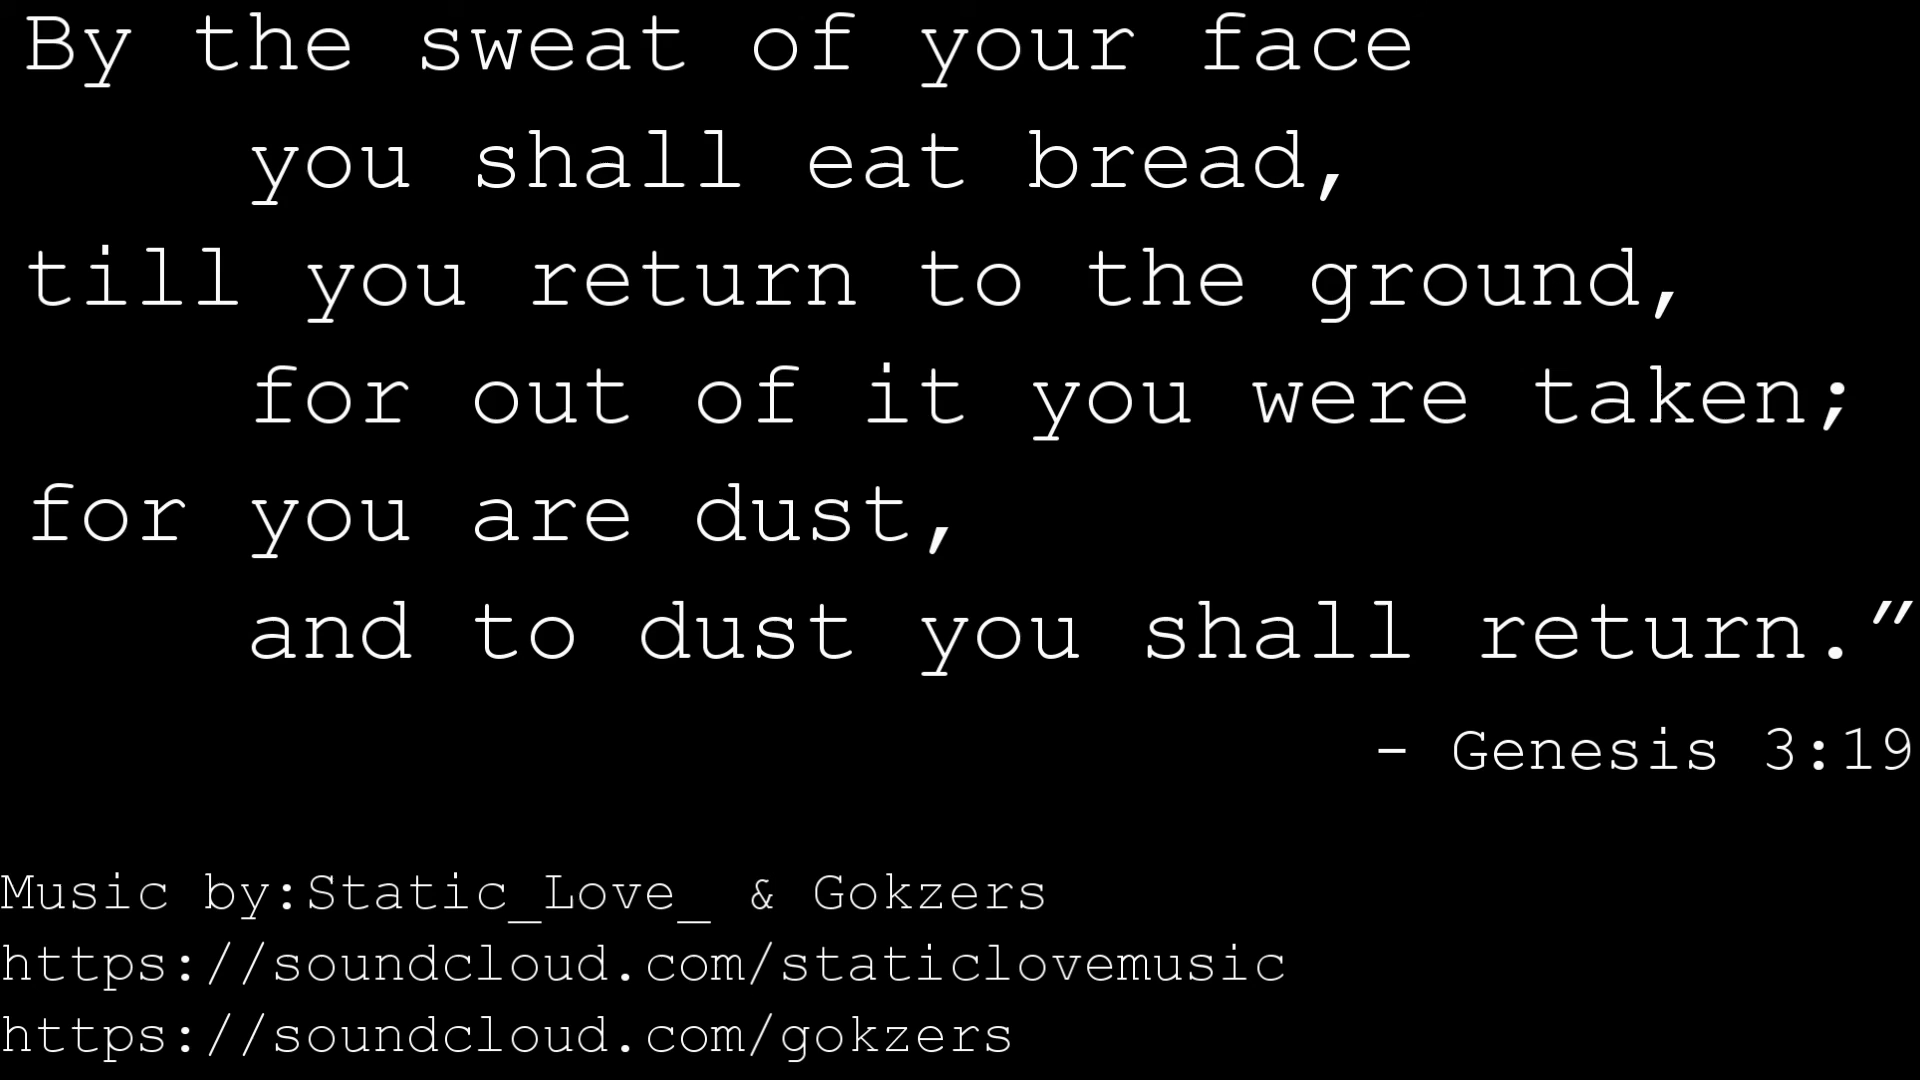 By the sweat of your face
you shall eat bread,
till you return to the ground,
for out of it you were taken;
for you are dust,
and to dust you shall return.”
- Genesis 3:19
Music by:Static_Love_ & Gokzers
https://soundcloud.com/staticlovemusic
https://soundcloud.com/gokzers